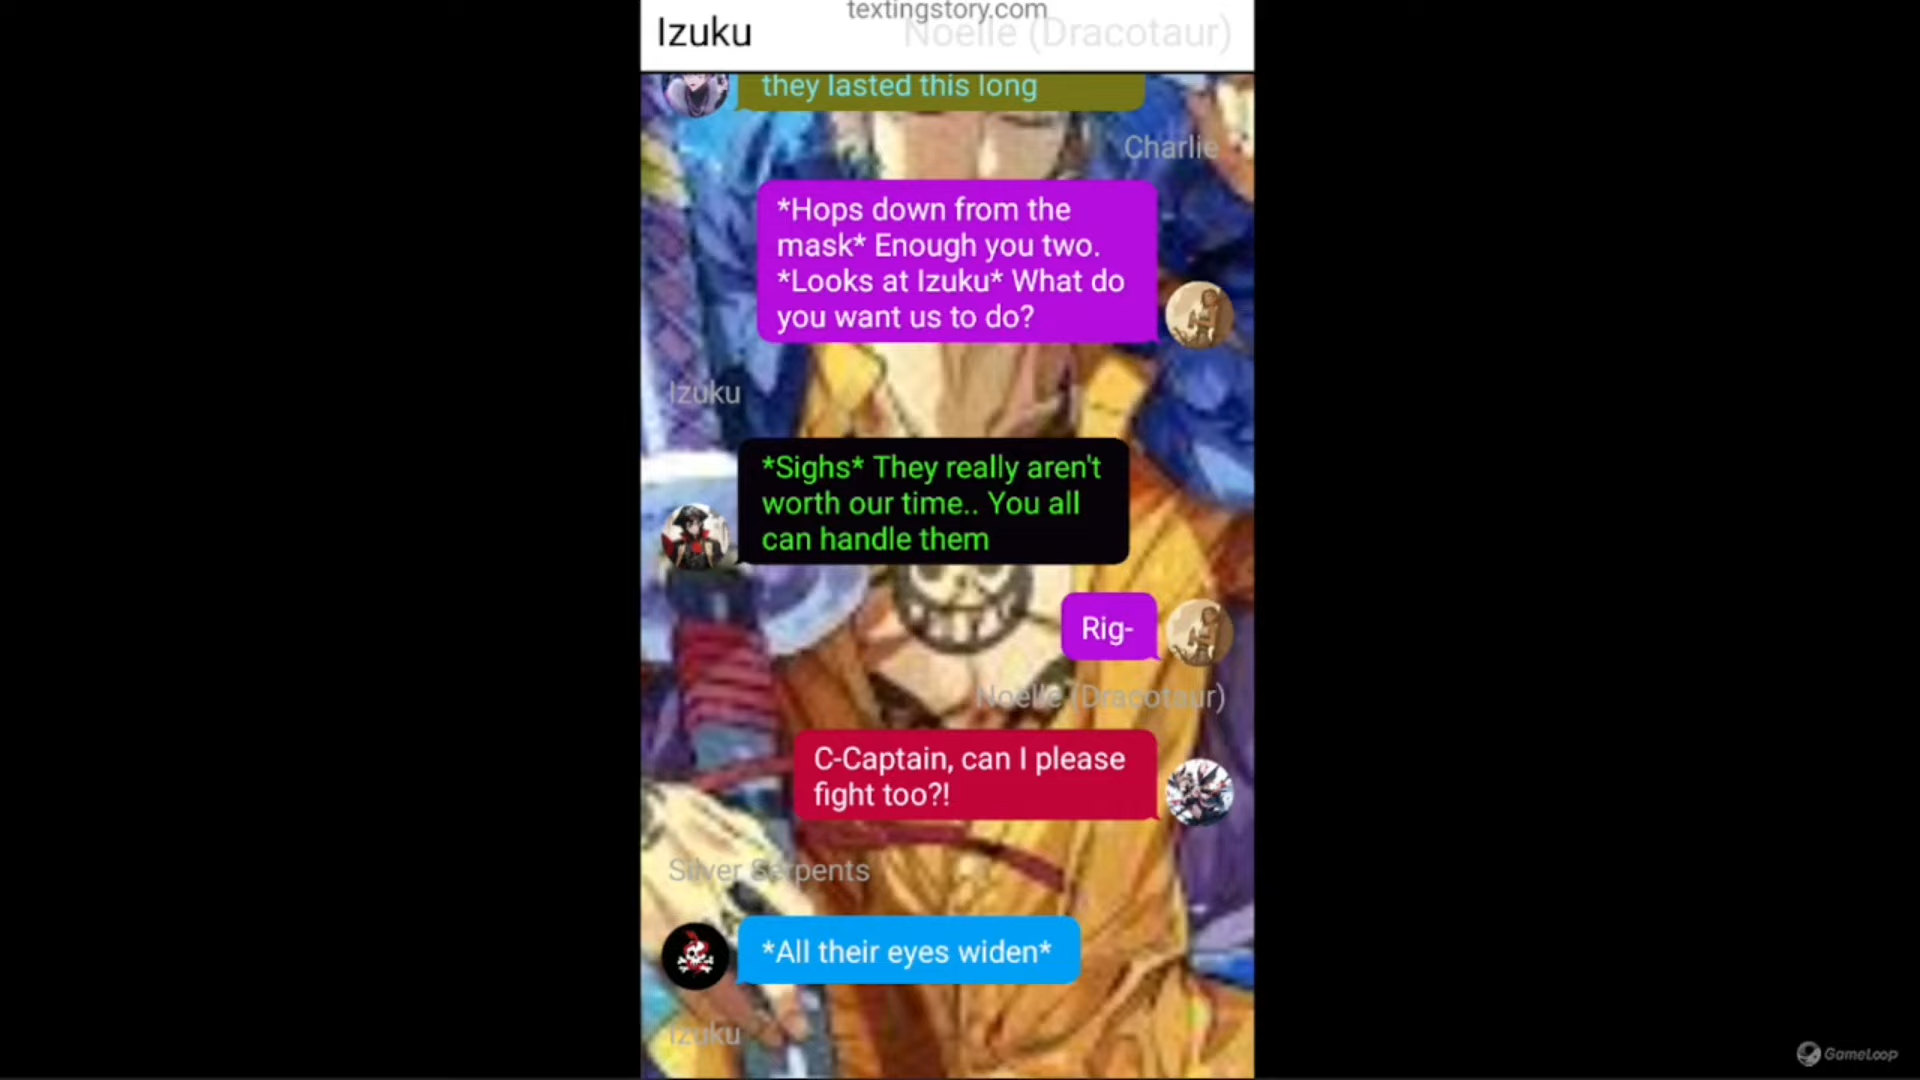 textingstory.com
Izuku
Noelle (Dracotaur)
they lasted this long
Charlie
*Hops down from the
mask* Enough you two.
*Looks at Izuku* What do
you want us to do?
Izuku
*Sighs* They really aren't
worth our time.. You all
can handle them
Rig-
Noelle (Dracotaur)
C-Captain, can I please
fight too?!
Silver Serpents
*All their eyes widen*
Izuku
GameLoop